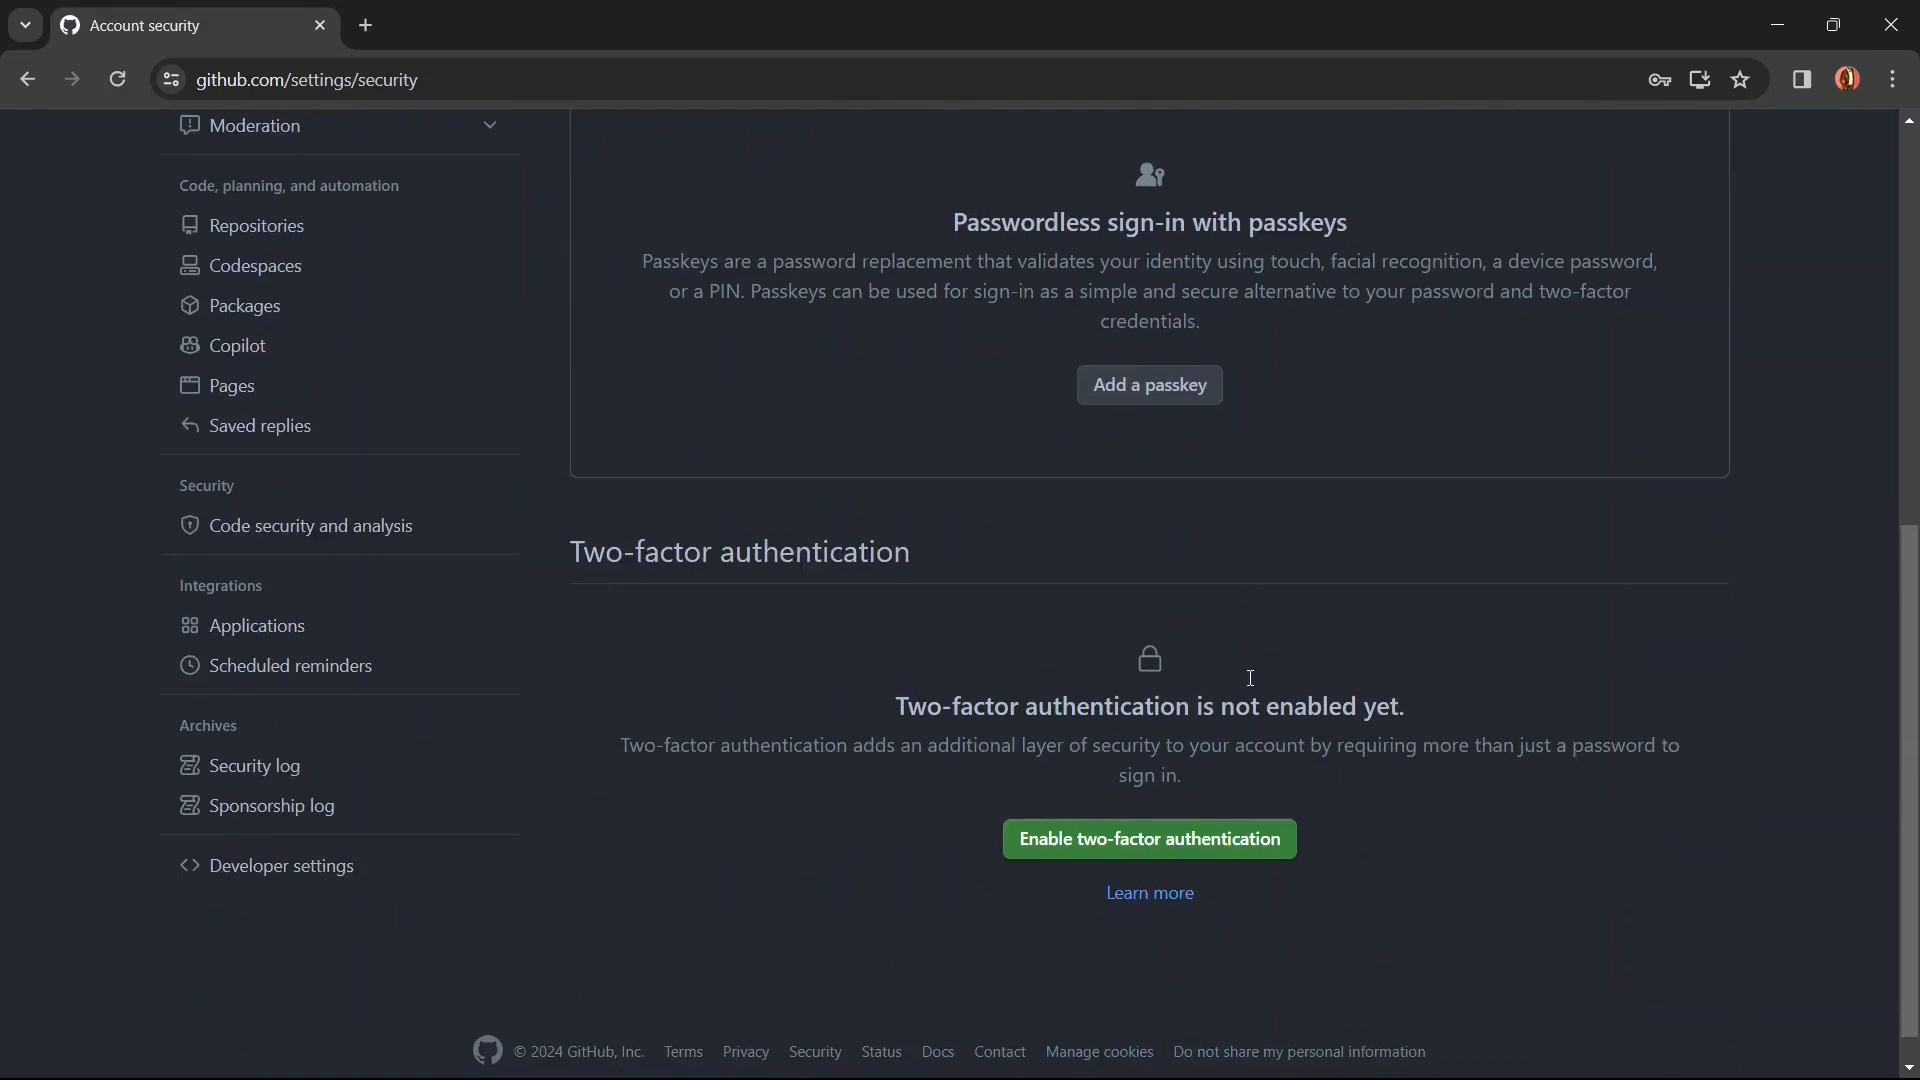 Account security
github.com/settings/security
Moderation
Code, planning, and automation
Repositories
Codespaces
Packages
Copilot
Pages
Saved replies
Security
Code security and analysis
Integrations
Applications
Scheduled reminders
Archives
Security log
Sponsorship log
Developer settings
Passwordless sign-in with passkeys
Passkeys are a password replacement that validates your identity using touch, facial recognition, a device password,
or a PIN. Passkeys can be used for sign-in as a simple and secure alternative to your password and two-factor
credentials.
Add a passkey
Two-factor authentication
Two-factor authentication is not enabled yet.
Two-factor authentication adds an additional layer of security to your account by requiring more than just a password to
sign in.
Enable two-factor authentication
Learn more
© 2024 GitHub, Inc. Terms Privacy Security Status Docs Contact Manage cookies Do not share my personal information